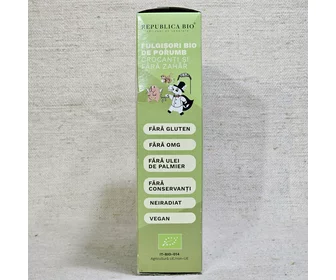 REPUBLICA BIO
FULGIȘORI BIO
DE PORUMB
CROCANȚI ȘI
FĂRĂ ZAHĂR
FĂRĂ GLUTEN
FĂRĂ OMG
FĂRĂ ULEI
DE PALMIER
FĂRĂ
CONSERVANȚI
NEIRADIAT
VEGAN